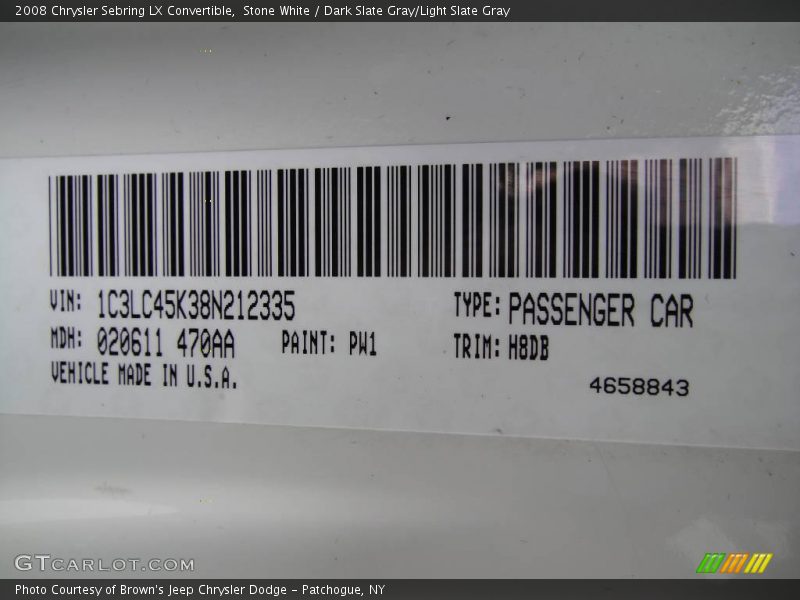 2008 Chrysler Sebring LX Convertible,  Stone White / Dark Slate Gray/Light Slate Gray
VIN: 1C3LC45K38N212335 TYPE: PASSENGER CAR
MDH: 020611 470AA PAINT: PW1 TRIM: H8DB
VEHICLE MADE IN U.S.A. 4658843
GTCARLOT.COM
Photo Courtesy of Brown's Jeep Chrysler Dodge - Patchogue, NY